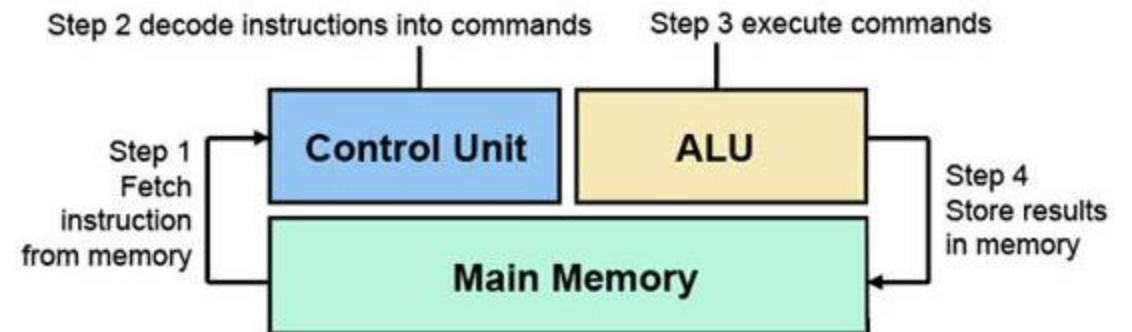 Step 2 decode instructions into commands
Step 3 execute commands
Control Unit
ALU
Step 1
Fetch
instruction
from memory
Step 4
Store results
in memory
Main Memory